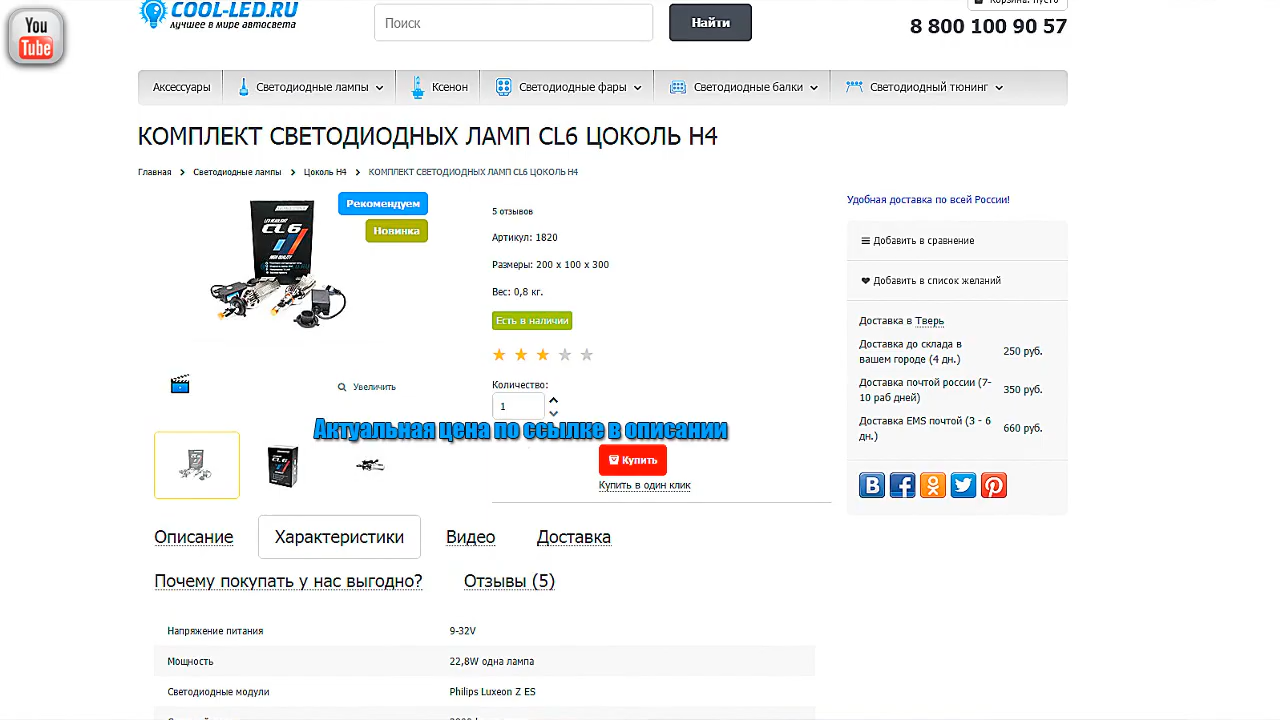 You
Tube
COOL-LED.RU
лучшее в мире автосвета
Поиск
Найти
Корзина: пусто
8 800 100 90 57
Аксессуары
Светодиодные лампы
Ксенон
Светодиодные фары
Светодиодные балки
Светодиодный тюнинг
КОМПЛЕКТ СВЕТОДИОДНЫХ ЛАМП CL6 ЦОКОЛЬ H4
Главная
Светодиодные лампы
Цоколь H4
КОМПЛЕКТ СВЕТОДИОДНЫХ ЛАМП CL6 ЦОКОЛЬ H4
Рекомендуем
Новинка
CL6
5 отзывов
Артикул: 1820
Размеры: 200 x 100 x 300
Вес: 0,8 кг.
Есть в наличии
Количество:
1
Увеличить
Актуальная цена по ссылке в описании
CL6
Купить
Купить в один клик
Удобная доставка по всей России!
Добавить в сравнение
Добавить в список желаний
Доставка в Тверь
Доставка до склада в вашем городе (4 дн.) 250 руб.
Доставка почтой россии (7-10 раб дней) 350 руб.
Доставка EMS почтой (3 - 6 дн.) 660 руб.
Описание
Характеристики
Видео
Доставка
Почему покупать у нас выгодно?
Отзывы (5)
Напряжение питания 9-32V
Мощность 22,8W одна лампа
Светодиодные модули Philips Luxeon Z ES